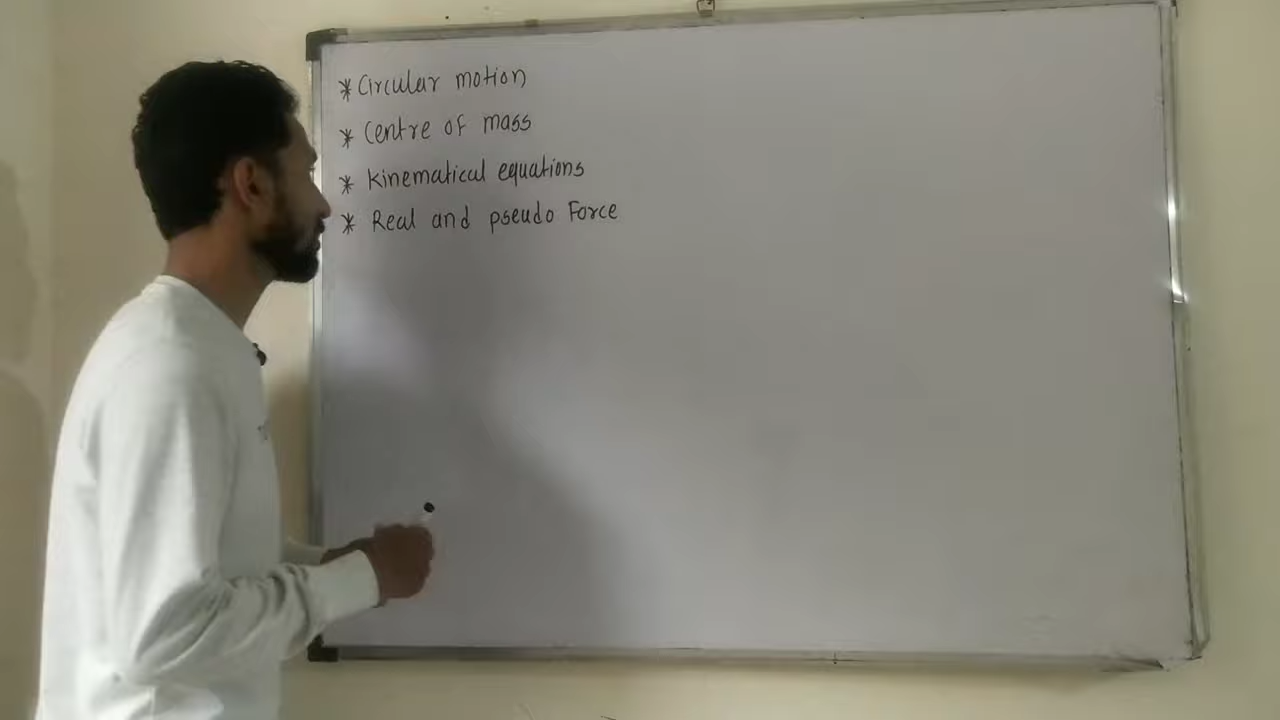 * Circular motion
* Centre of mass
* Kinematical equations
* Real and pseudo Force